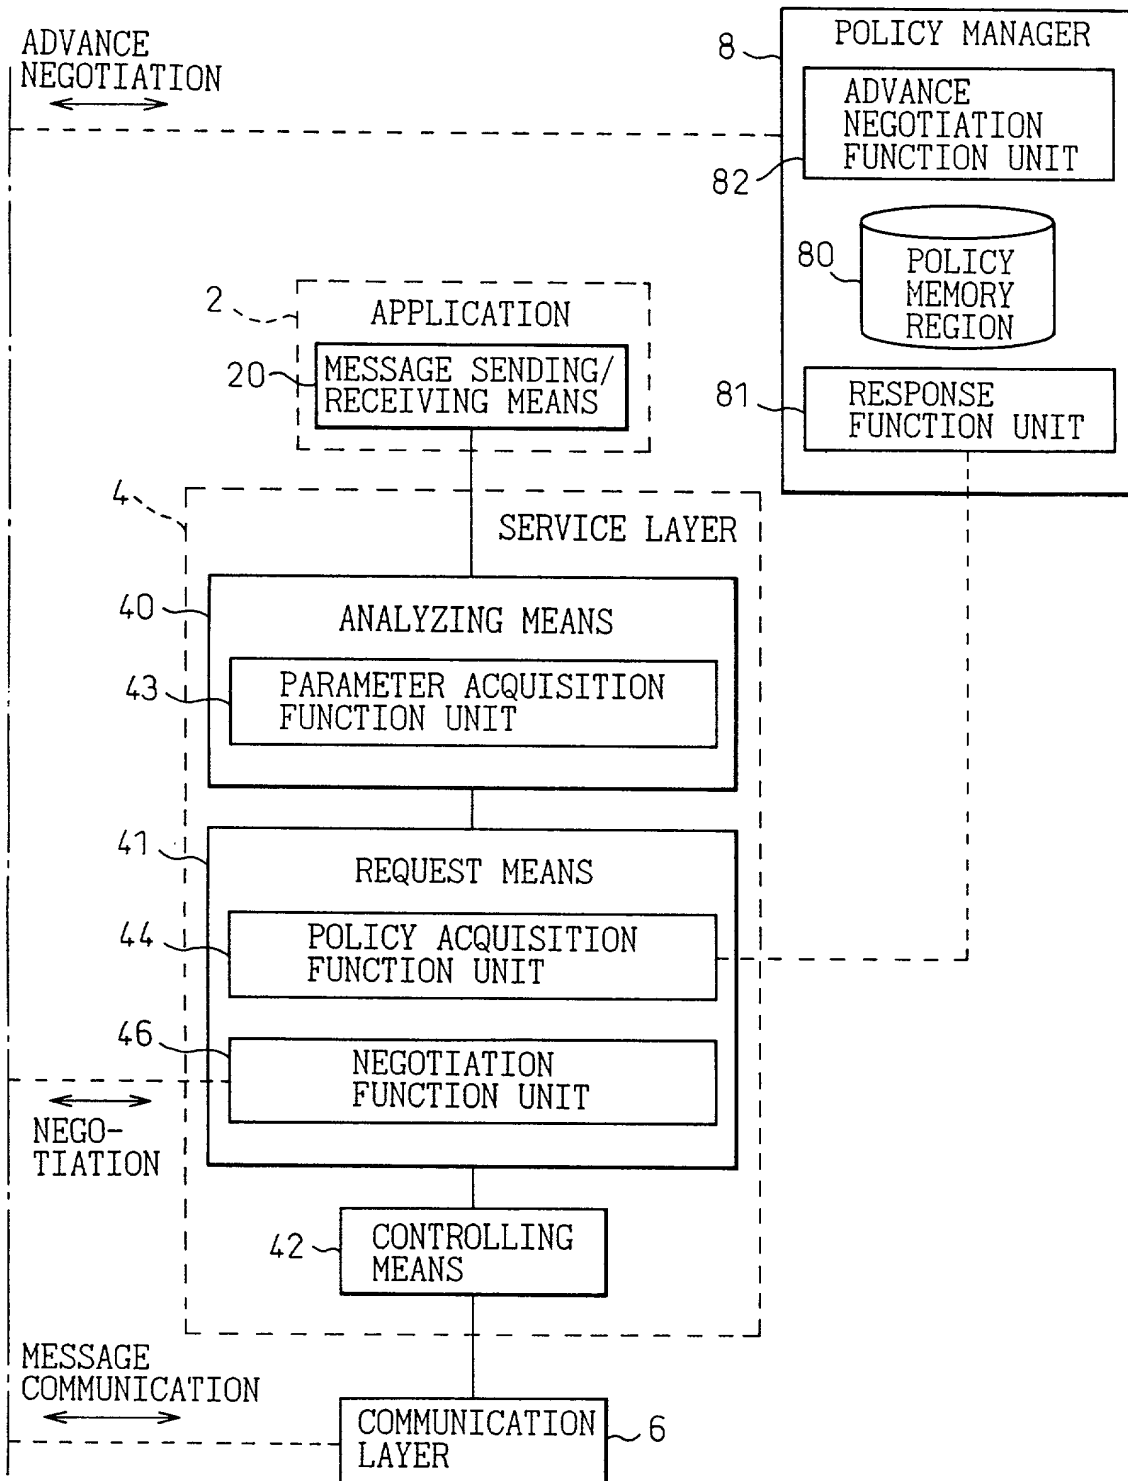 ADVANCE
NEGOTIATION
8
POLICY MANAGER
ADVANCE
NEGOTIATION
FUNCTION UNIT
82
80
POLICY
MEMORY
REGION
2
APPLICATION
20
MESSAGE SENDING/
RECEIVING MEANS
81
RESPONSE
FUNCTION UNIT
4
SERVICE LAYER
40
ANALYZING MEANS
43
PARAMETER ACQUISITION
FUNCTION UNIT
41
REQUEST MEANS
44
POLICY ACQUISITION
FUNCTION UNIT
46
NEGOTIATION
FUNCTION UNIT
NEGO-
TIATION
42
CONTROLLING
MEANS
MESSAGE
COMMUNICATION
COMMUNICATION
LAYER
6